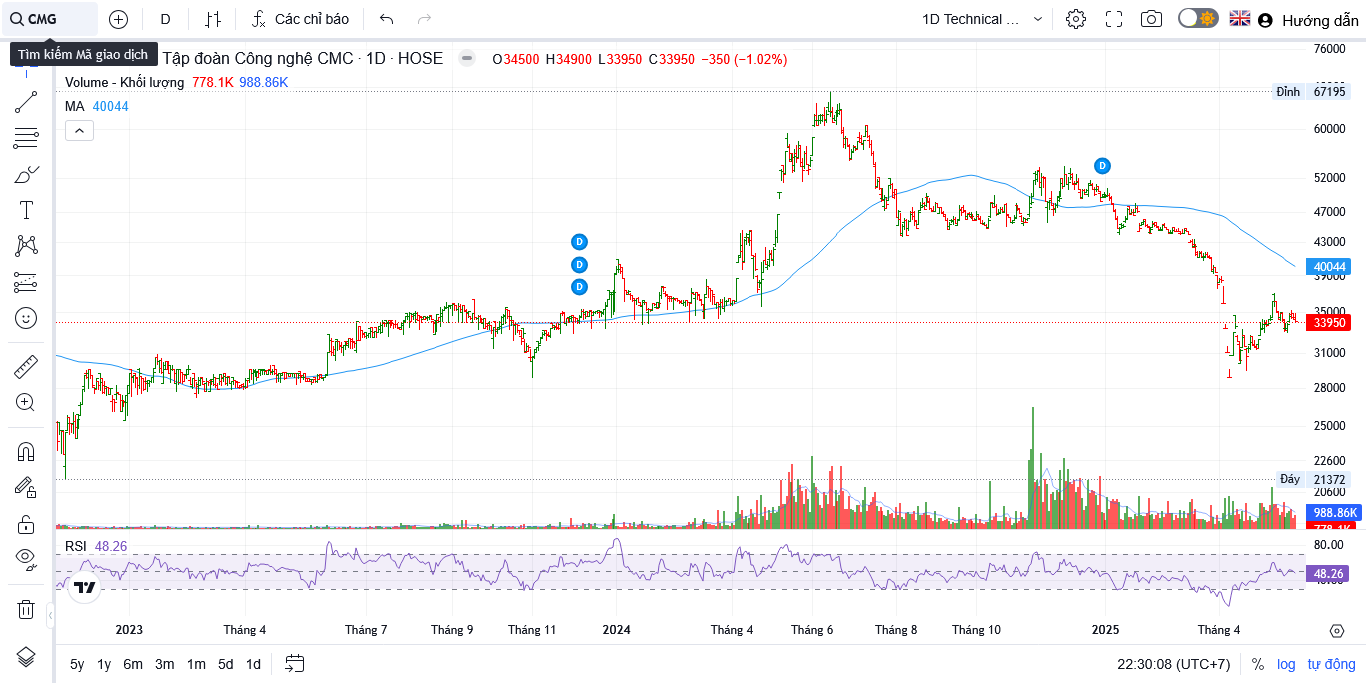 CMG
D
Các chỉ báo
1D Technical ...
Hướng dẫn
Tìm kiếm Mã giao dịch
Tập đoàn Công nghệ CMC · 1D · HOSE
O34500 H34900 L33950 C33950 −350 (−1.02%)
Volume - Khối lượng 778.1K 988.86K
MA 40044
76000
Đỉnh 67195
60000
D
52000
47000
D
43000
D
40044
39000
D
35000
33950
31000
28000
25000
22600
Đáy 21372
20600
988.86K
778.1K
RSI 48.26
80.00
48.26
2023
Tháng 4
Tháng 7
Tháng 9
Tháng 11
2024
Tháng 4
Tháng 6
Tháng 8
Tháng 10
2025
Tháng 4
5y 1y 6m 3m 1m 5d 1d
22:30:08 (UTC+7)
%
log
tự động